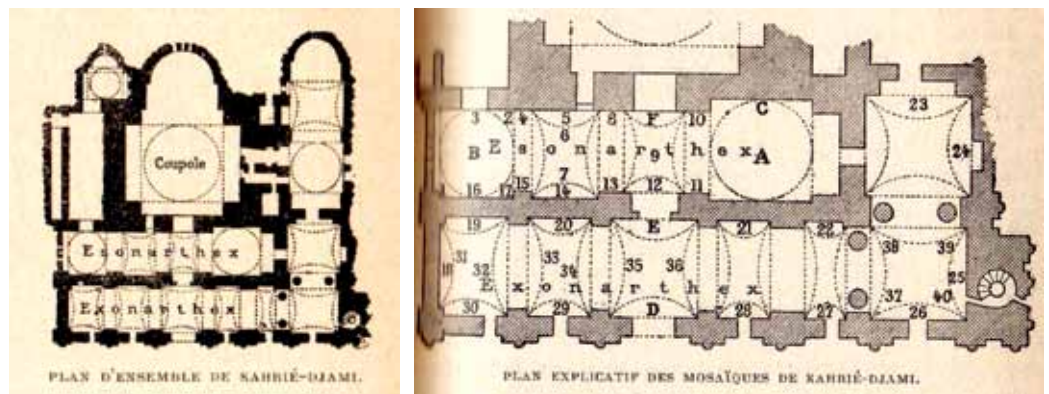 Coupole
Esonarthex
Exonarthex
PLAN D'ENSEMBLE DE KAHRIÉ-DJAMI.
C
23
3 2 4 5 8 F 10
6
B Esonarthex A 24
9
7
16 17 15 14 13 12 11
19 20 E 21 22
38 39
31 33 35 36
18 32 34 25
Exonarthex
37 40
30 29 D 28 27 26
PLAN EXPLICATIF DES MOSAÏQUES DE KAHRIÉ-DJAMI.